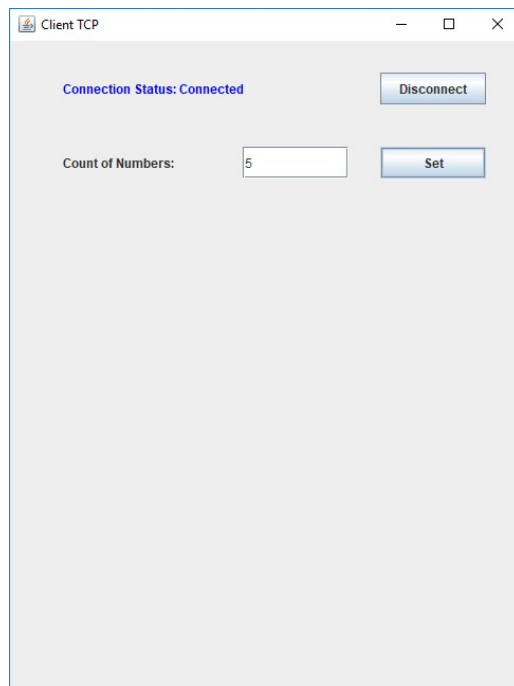 Client TCP
Connection Status: Connected
Disconnect
Count of Numbers:
5
Set